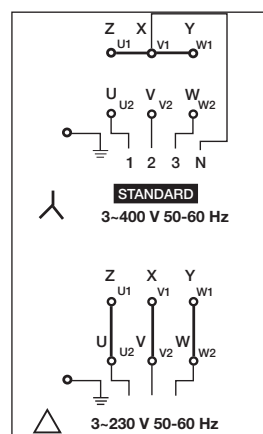 Z X Y
U1 V1 W1
U V W
U2 V2 W2
1 2 3 N
STANDARD
3~400 V 50-60 Hz
Z X Y
U1 V1 W1
U V W
U2 V2 W2
3~230 V 50-60 Hz